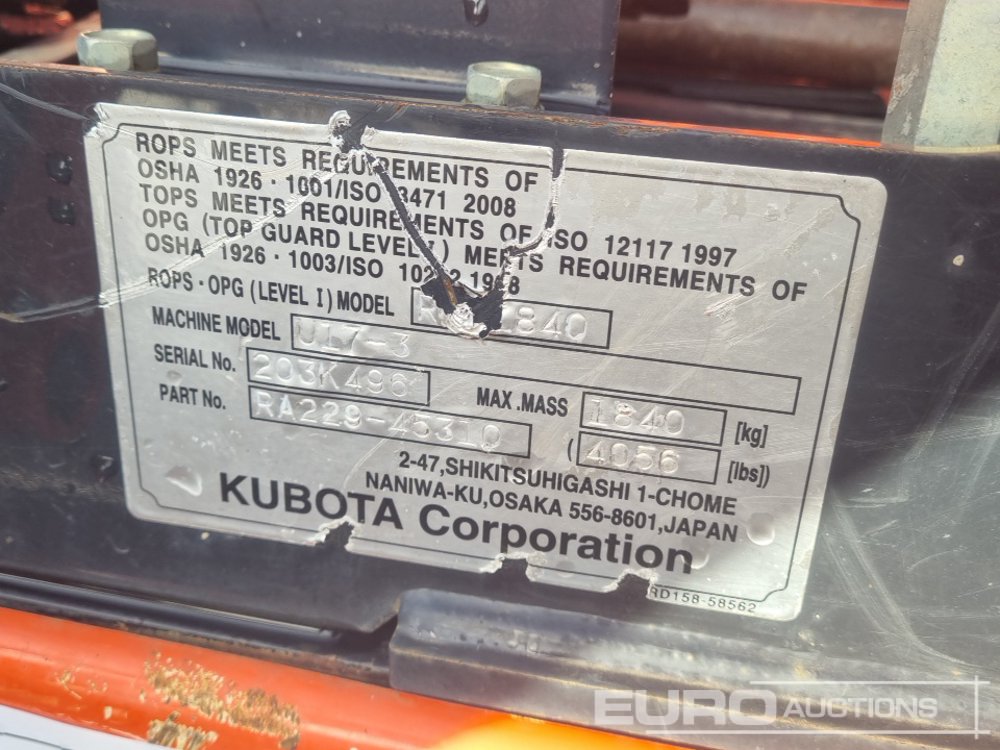 ROPS MEETS REQUIREMENTS OF
OSHA 1926・1001/ISO 3471 2008
TOPS MEETS REQUIREMENTS OF ISO 12117 1997
OPG (TOP GUARD LEVEL I) MEETS REQUIREMENTS OF
OSHA 1926・1003/ISO 1998
ROPS・OPG (LEVEL I) MODEL
MACHINE MODEL U17-3
SERIAL No. 203K496
MAX.MASS 1840 [kg]
PART No. RA229-45310
(4056 [lbs])
2-47,SHIKITSUHIGASHI 1-CHOME
NANIWA-KU,OSAKA 556-8601,JAPAN
KUBOTA Corporation
RD158-58562
EURO AUCTIONS